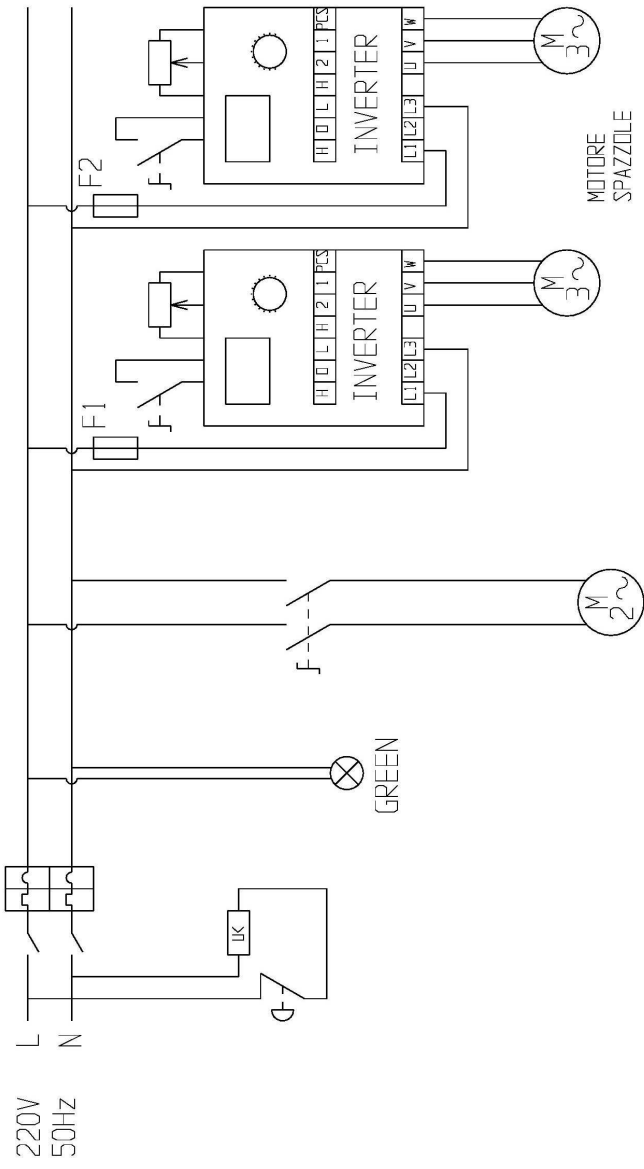 220V
50Hz
L
N
UK
GREEN
M
2~
F1
H O L H 2 1 PCS
INVERTER
L1 L2 L3 U V W
M
3~
F2
H O L H 2 1 PCS
INVERTER
L1 L2 L3 U V W
M
3~
MOTORE
SPAZZOLE